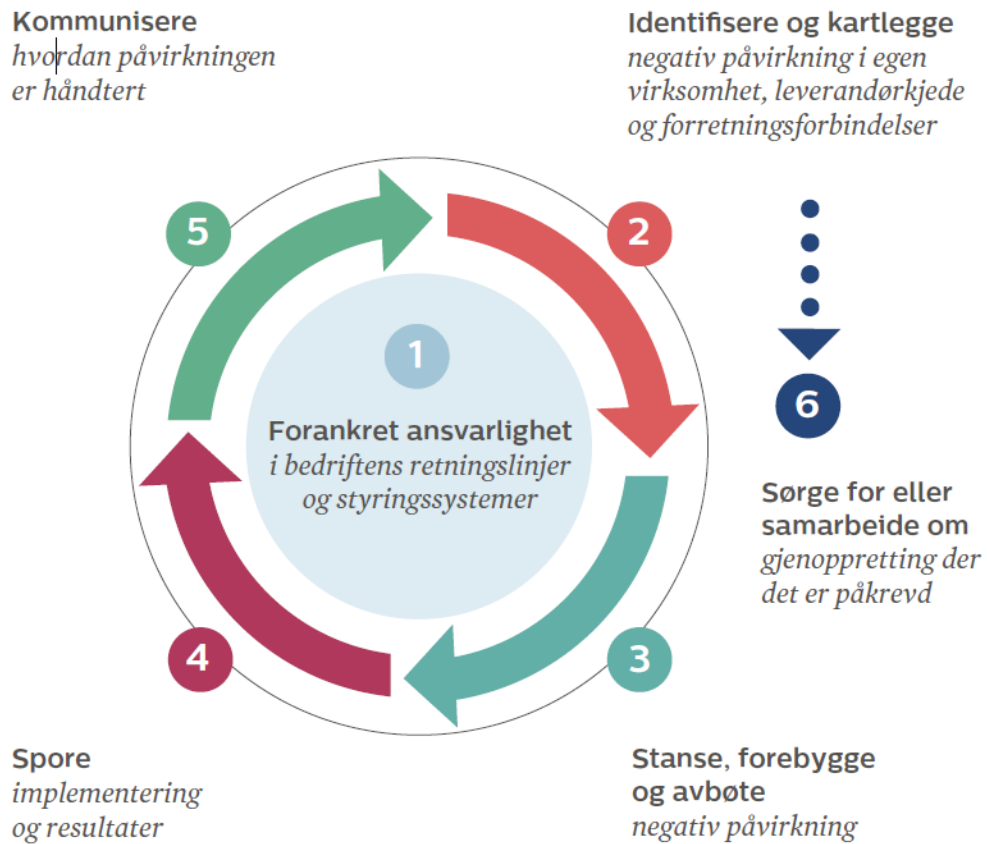 Kommunisere
hvordan påvirkningen
er håndtert
Identifisere og kartlegge
negativ påvirkning i egen
virksomhet, leverandørkjede
og forretningsforbindelser
5
2
1
Forankret ansvarlighet
i bedriftens retningslinjer
og styringssystemer
6
Sørge for eller
samarbeide om
gjenoppretting der
det er påkrevd
4
3
Spore
implementering
og resultater
Stanse, forebygge
og avbøte
negativ påvirkning